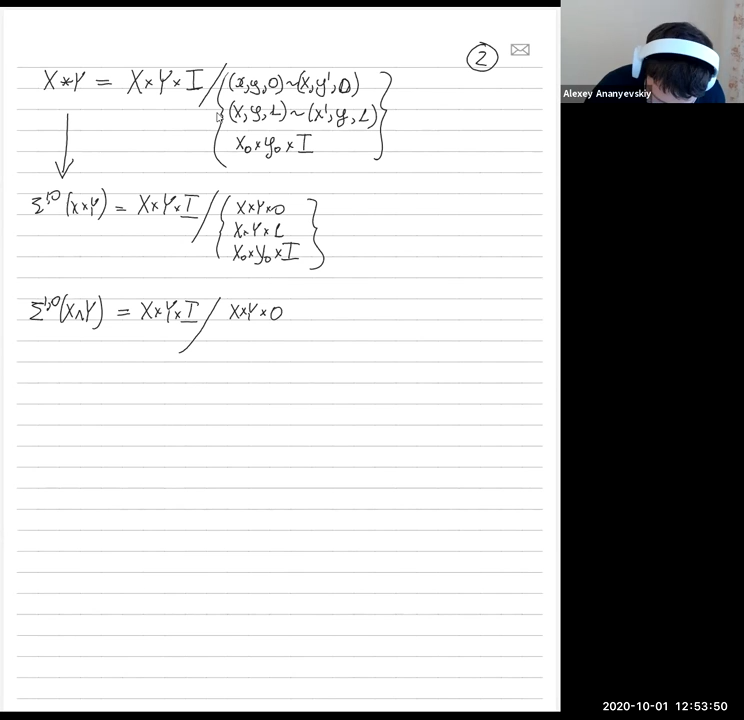 ②
X * Y = X × Y × I / { (x, y, 0) ~ (x, y', 0)
(x, y, 1) ~ (x', y, 1)
x₀ × y₀ × I }
↓
Σ^{1,0}(X × Y) = X × Y × I / { X × Y × 0
X × Y × 1
x₀ × y₀ × I }
Σ^{1,0}(X ∧ Y) = X × Y × I / X × Y × 0
Alexey Ananyevskiy
2020-10-01 12:53:50